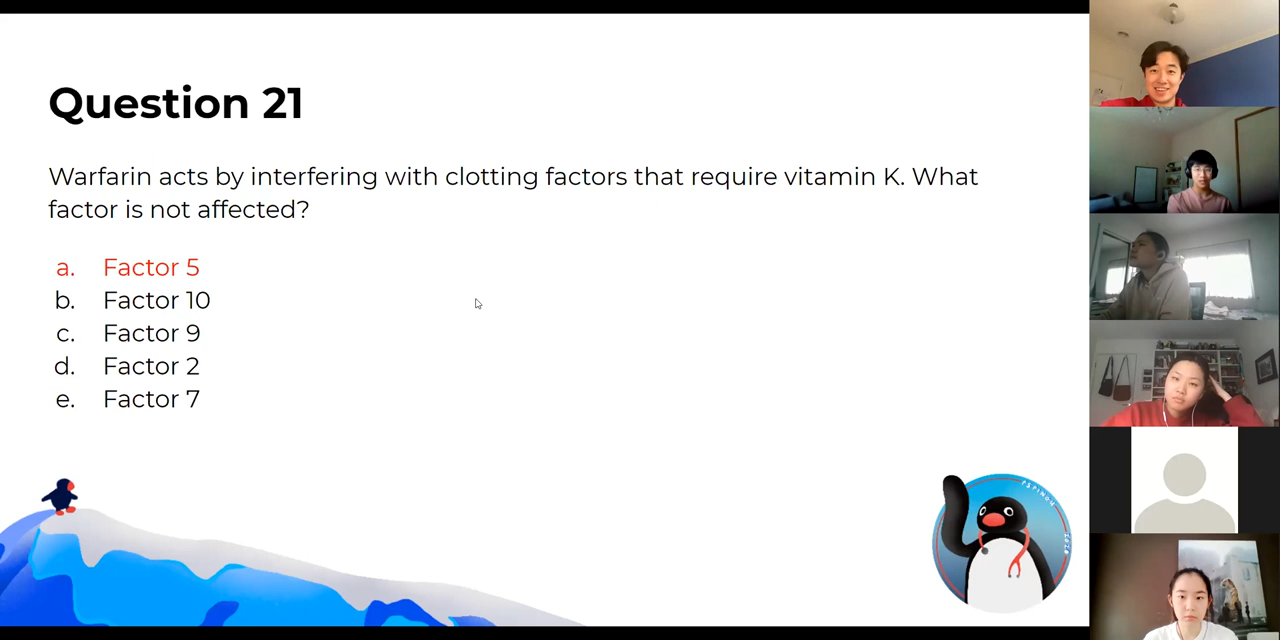 Question 21
Warfarin acts by interfering with clotting factors that require vitamin K. What
factor is not affected?
a. Factor 5
b. Factor 10
c. Factor 9
d. Factor 2
e. Factor 7